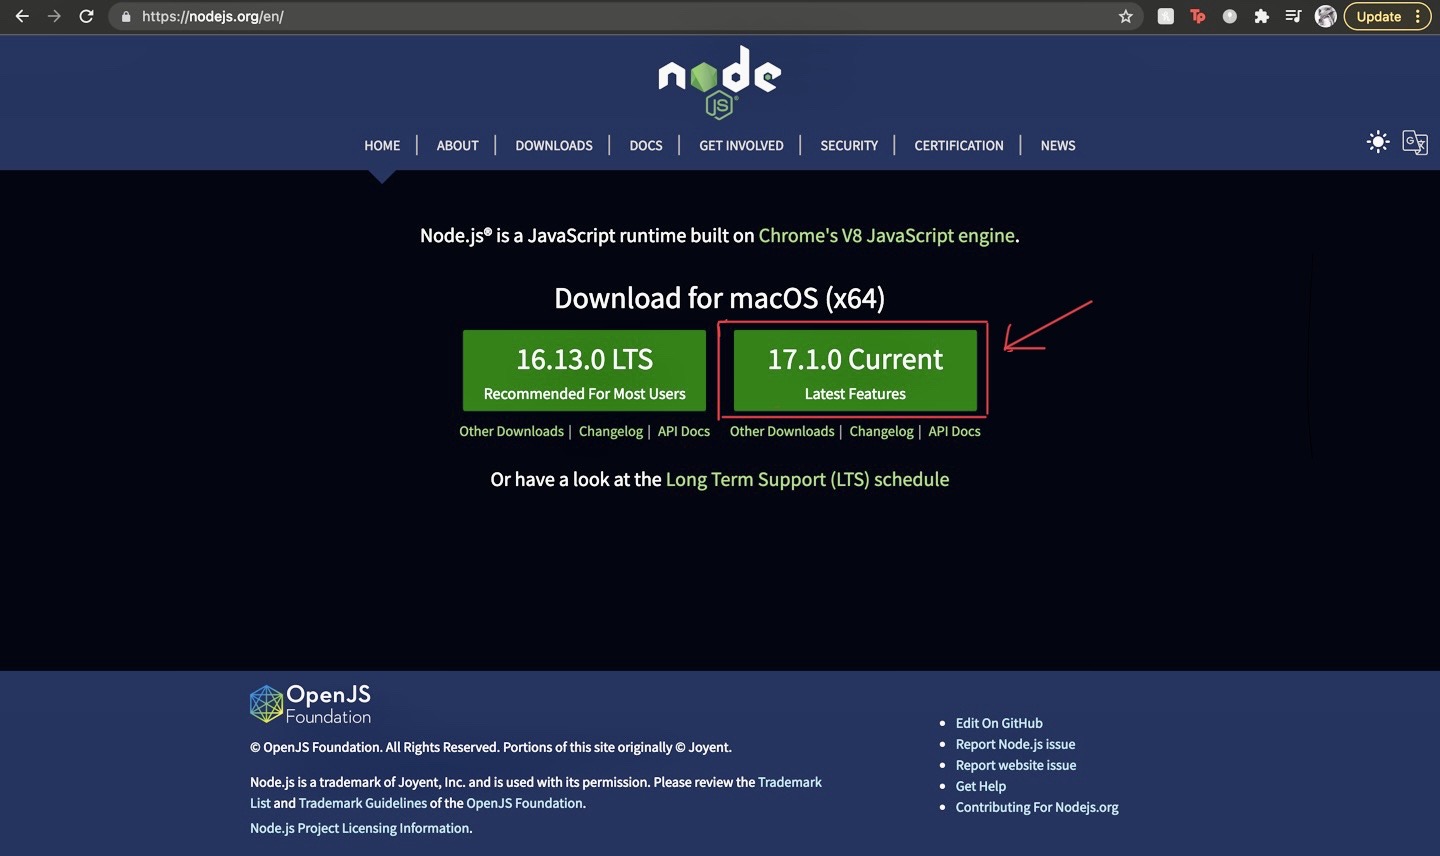 https://nodejs.org/en/
Tp
Update
node
JS
HOME | ABOUT | DOWNLOADS | DOCS | GET INVOLVED | SECURITY | CERTIFICATION | NEWS
Node.js® is a JavaScript runtime built on Chrome's V8 JavaScript engine.
Download for macOS (x64)
16.13.0 LTS
Recommended For Most Users
17.1.0 Current
Latest Features
Other Downloads | Changelog | API Docs
Other Downloads | Changelog | API Docs
Or have a look at the Long Term Support (LTS) schedule
OpenJS
Foundation
© OpenJS Foundation. All Rights Reserved. Portions of this site originally © Joyent.
Node.js is a trademark of Joyent, Inc. and is used with its permission. Please review the Trademark
List and Trademark Guidelines of the OpenJS Foundation.
Node.js Project Licensing Information.
Edit On GitHub
Report Node.js issue
Report website issue
Get Help
Contributing For Nodejs.org